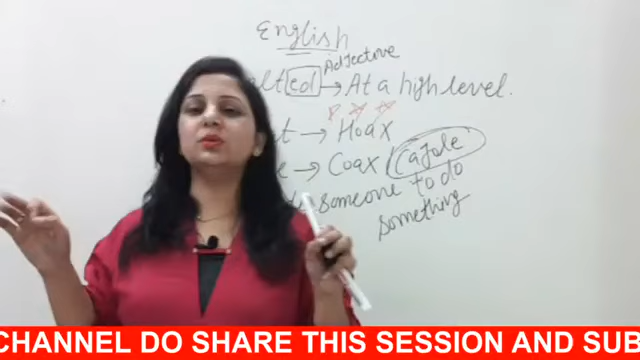 English
Adjective
→ At a high level.
→ Hoax
→ Coax / Cajole
someone to do
something
CHANNEL DO SHARE THIS SESSION AND SUB